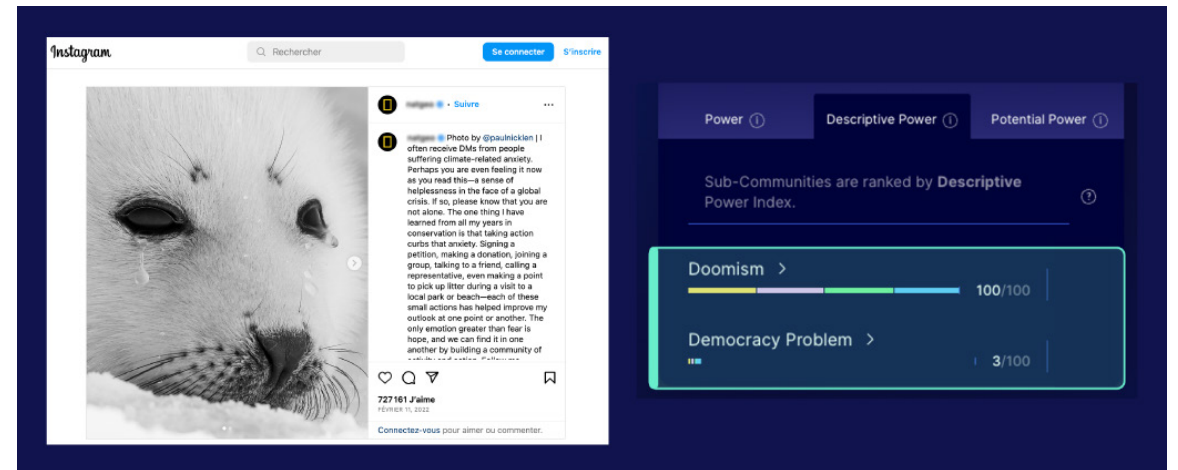 Instagram
Rechercher
Se connecter
S'inscrire
• Suivre
...
Photo by @paulnicklen | I
often receive DMs from people
suffering climate-related anxiety.
Perhaps you are even feeling it now
as you read this—a sense of
helplessness in the face of a global
crisis. If so, please know that you are
not alone. The one thing I have
learned from all my years in
conservation is that taking action
curbs that anxiety. Signing a
petition, making a donation, joining a
group, talking to a friend, calling a
representative, even making a point
to pick up litter during a visit to a
local park or beach—each of these
small actions has helped improve my
outlook at one point or another. The
only emotion greater than fear is
hope, and we can find it in one
another by building a community of
727 161 J'aime
FÉVRIER 11, 2022
Connectez-vous pour aimer ou commenter.
Power
Descriptive Power
Potential Power
Sub-Communities are ranked by Descriptive
Power Index.
Doomism >
100/100
Democracy Problem >
3/100